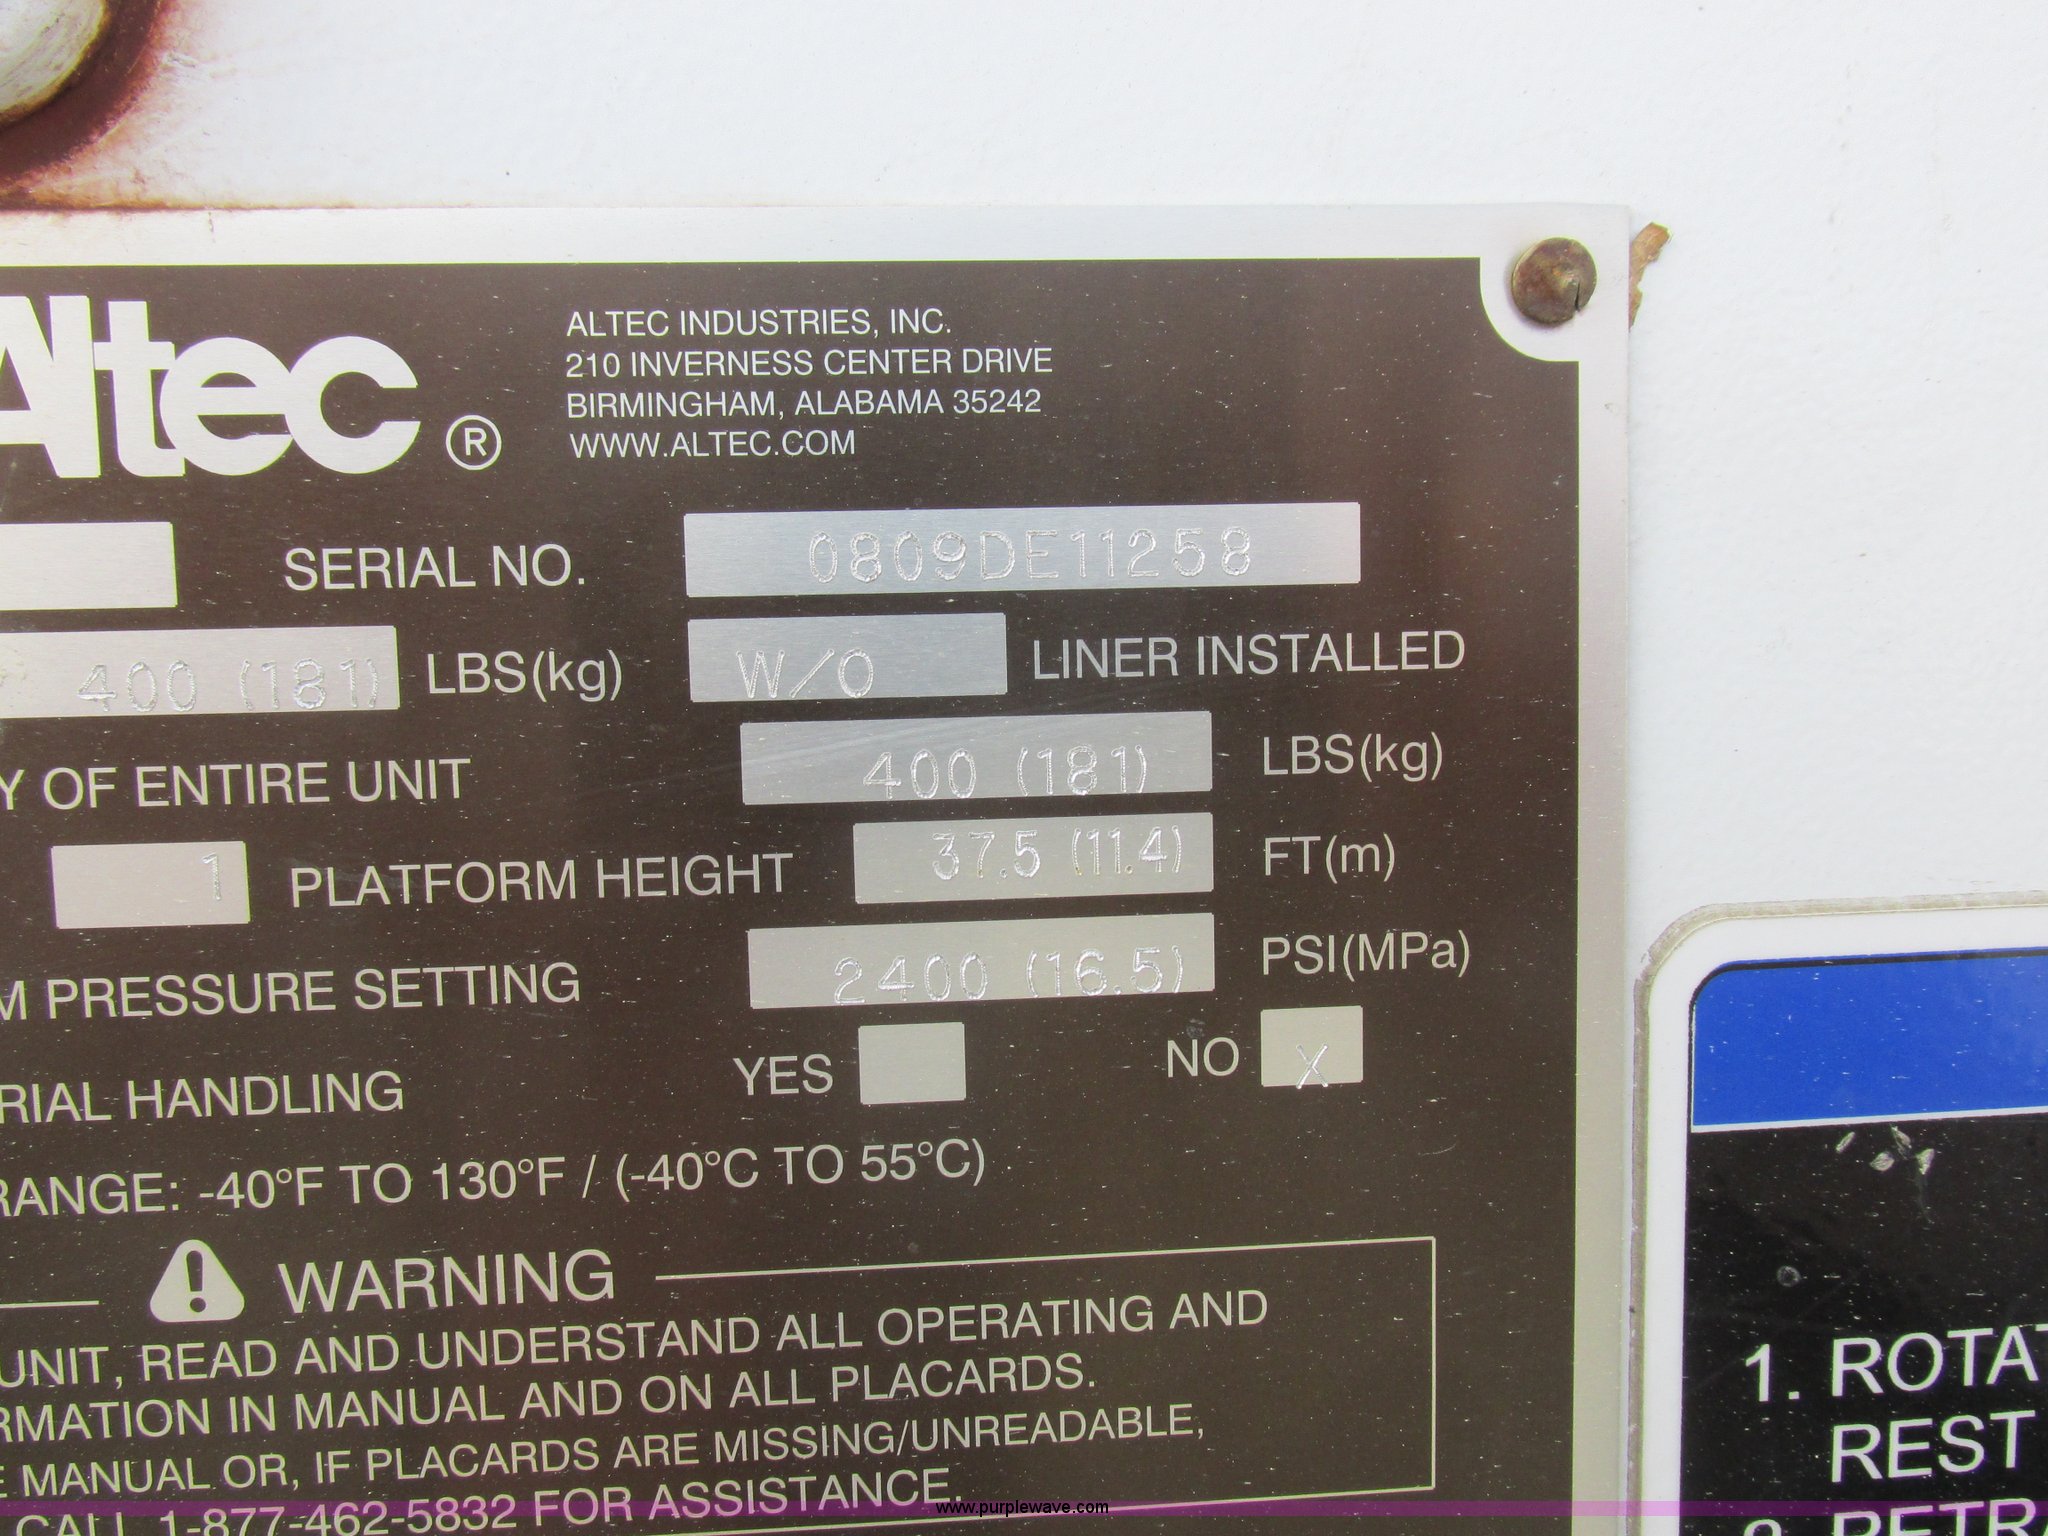 Altec®
ALTEC INDUSTRIES, INC.
210 INVERNESS CENTER DRIVE
BIRMINGHAM, ALABAMA 35242
WWW.ALTEC.COM
SERIAL NO. 0809DE11258
400 (181) LBS(kg) W/O LINER INSTALLED
Y OF ENTIRE UNIT 400 (181) LBS(kg)
1 PLATFORM HEIGHT 37.5 (11.4) FT(m)
M PRESSURE SETTING 2400 (16.5) PSI(MPa)
RIAL HANDLING YES NO X
RANGE: -40°F TO 130°F / (-40°C TO 55°C)
WARNING
UNIT, READ AND UNDERSTAND ALL OPERATING AND
RMATION IN MANUAL AND ON ALL PLACARDS.
E MANUAL OR, IF PLACARDS ARE MISSING/UNREADABLE,
CALL 1-877-462-5832 FOR ASSISTANCE.
1. ROTAT
REST
2. RETRA
www.purplewave.com